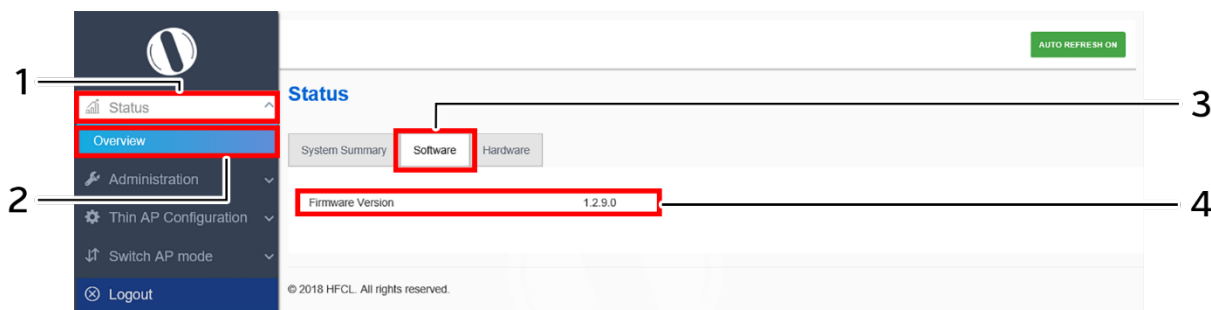 AUTO REFRESH ON
1
Status
Status
3
Overview
System Summary Software Hardware
Administration
2
Firmware Version 1.2.9.0
4
Thin AP Configuration
Switch AP mode
Logout
© 2018 HFCL. All rights reserved.